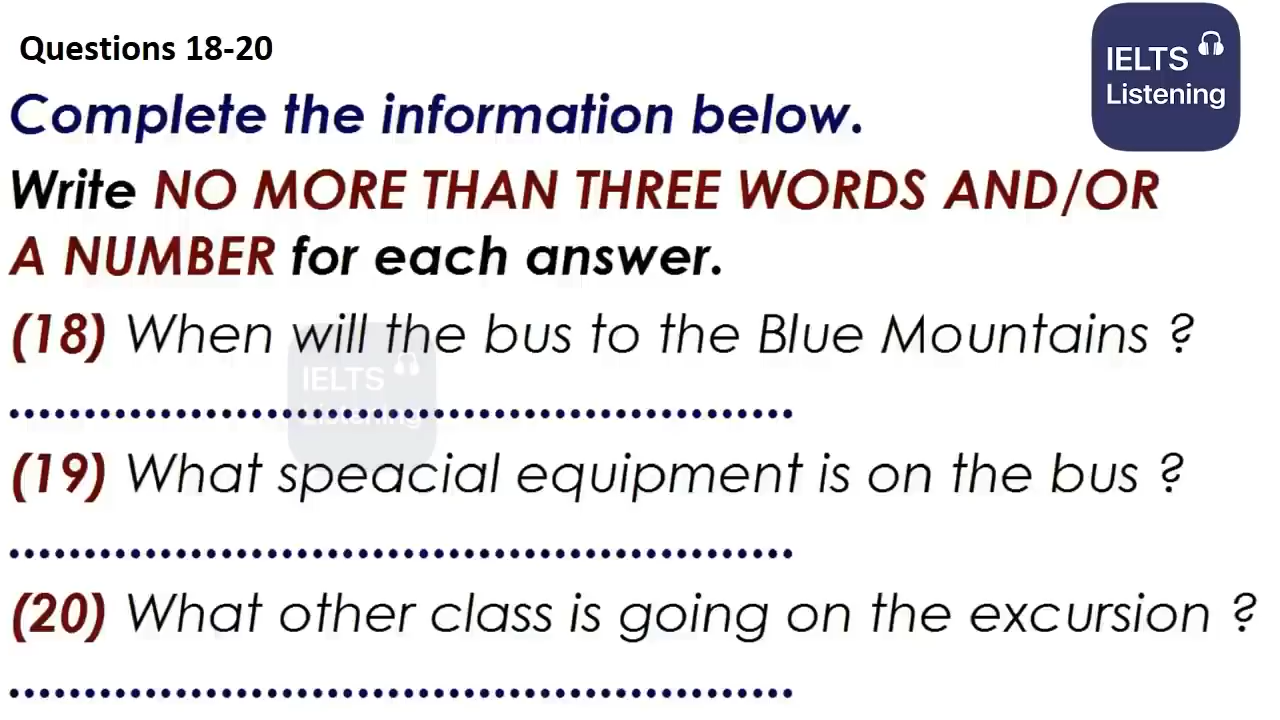 Questions 18-20
IELTS
Listening
Complete the information below.
Write NO MORE THAN THREE WORDS AND/OR
A NUMBER for each answer.
(18) When will the bus to the Blue Mountains ?
IELTS
Listening
................................................
(19) What speacial equipment is on the bus ?
................................................
(20) What other class is going on the excursion ?
................................................